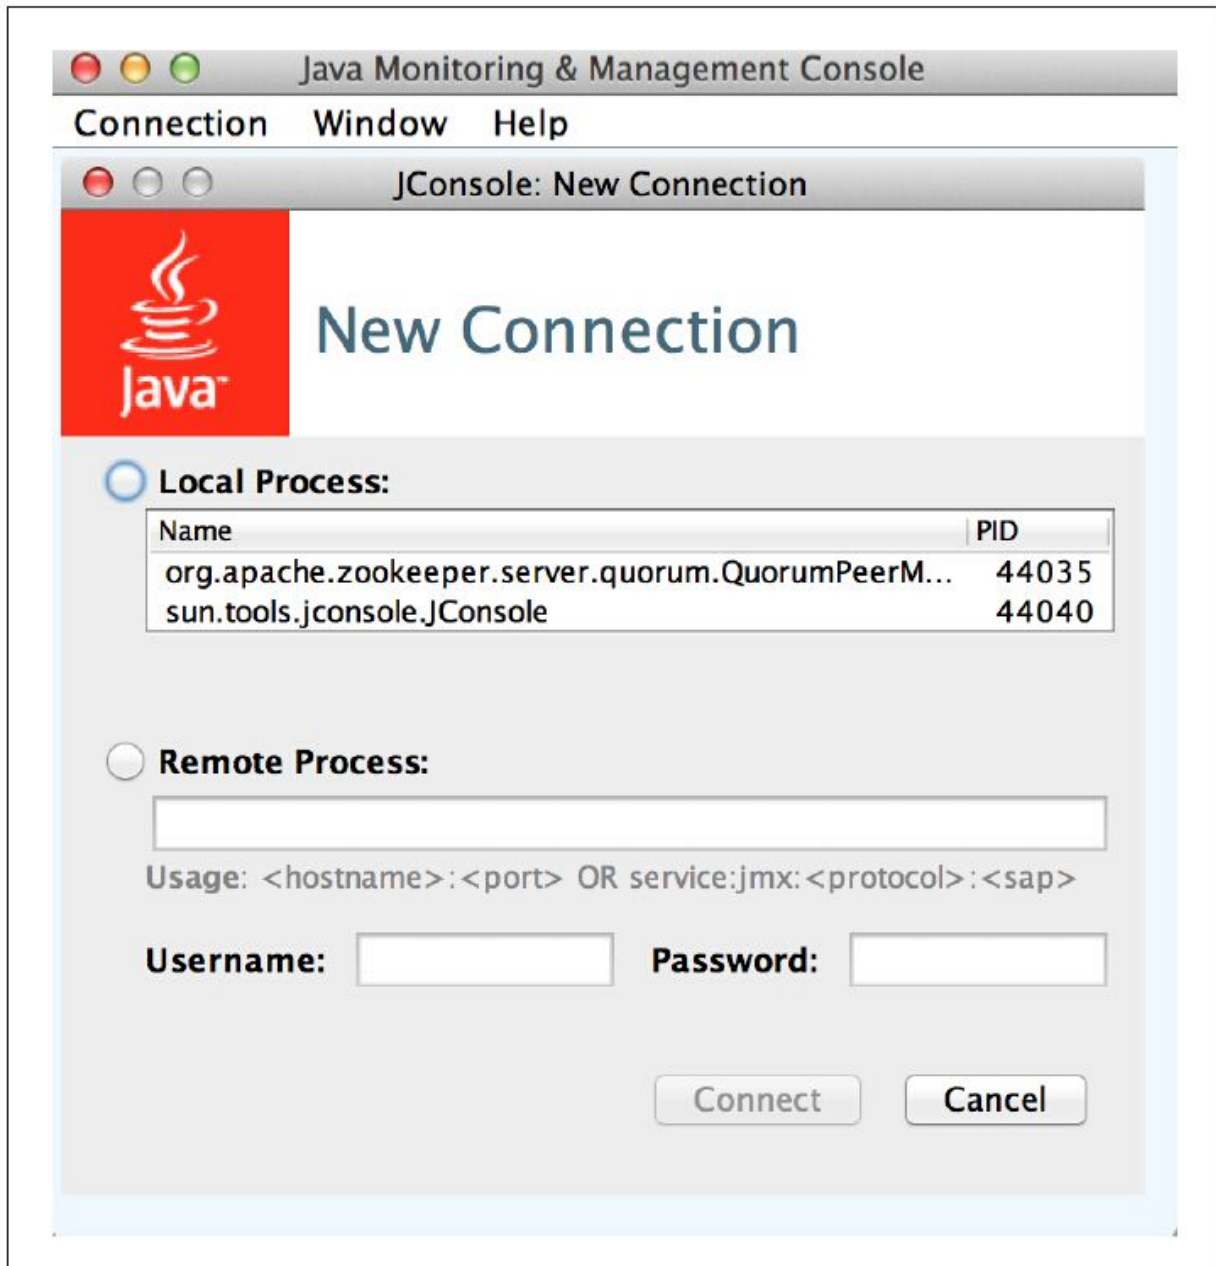 Java Monitoring & Management Console
Connection Window Help
JConsole: New Connection
Java™
New Connection
Local Process:
Name PID
org.apache.zookeeper.server.quorum.QuorumPeerM... 44035
sun.tools.jconsole.JConsole 44040
Remote Process:
Usage: <hostname>:<port> OR service:jmx:<protocol>:<sap>
Username: Password:
Connect Cancel